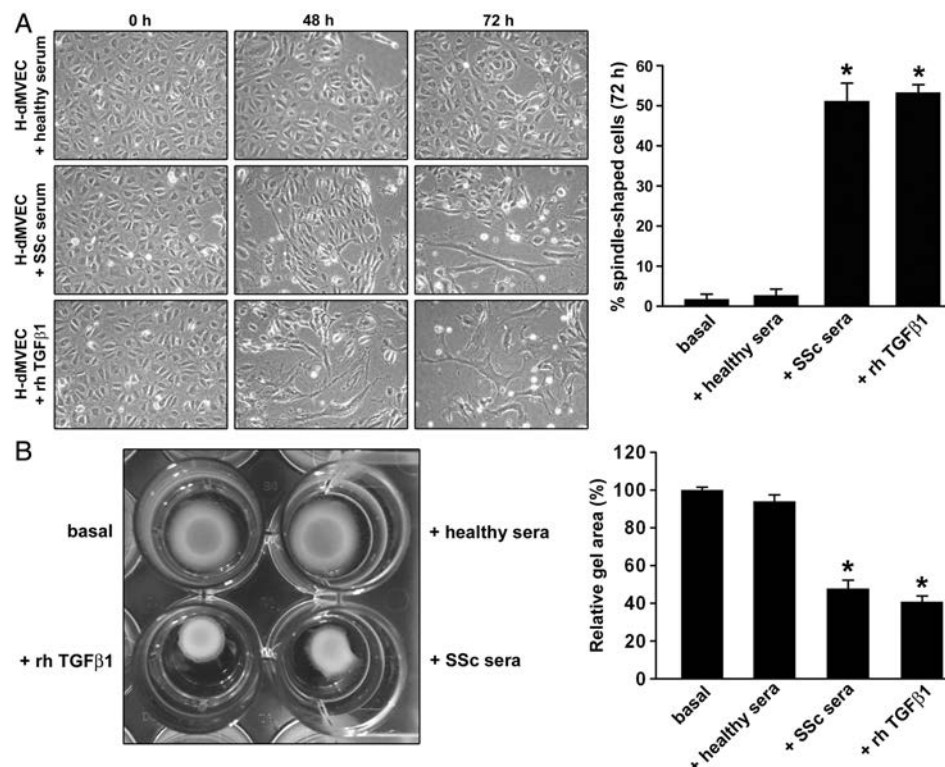 A
0 h 48 h 72 h
H-dMVEC
+ healthy serum
H-dMVEC
+ SSc serum
H-dMVEC
+ rh TGFβ1
% spindle-shaped cells (72 h)
60
50
40
30
20
10
0
* *
basal
+ healthy sera
+ SSc sera
+ rh TGFβ1
B
basal
+ healthy sera
+ rh TGFβ1
+ SSc sera
Relative gel area (%)
120
100
80
60
40
20
0
* *
basal
+ healthy sera
+ SSc sera
+ rh TGFβ1